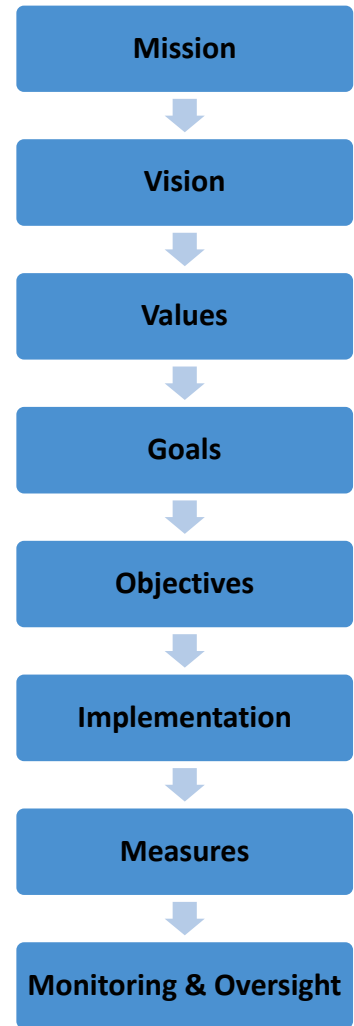 Mission
Vision
Values
Goals
Objectives
Implementation
Measures
Monitoring & Oversight